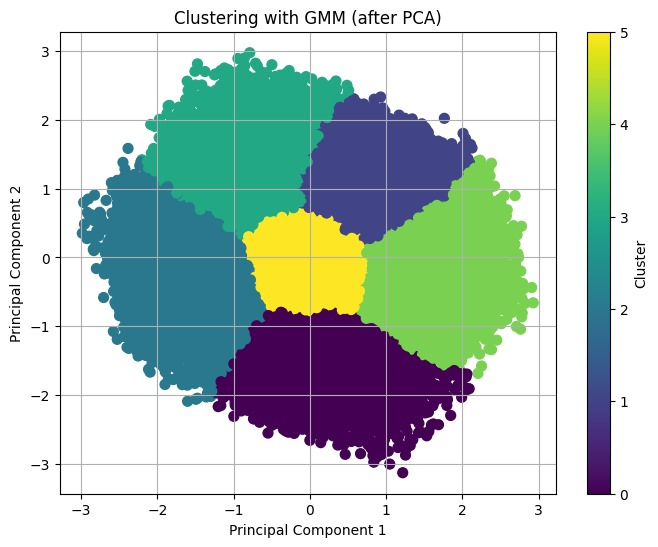 Clustering with GMM (after PCA)
3
2
1
0
−1
−2
−3
Principal Component 2
−3 −2 −1 0 1 2 3
Principal Component 1
5
4
3
2
1
0
Cluster